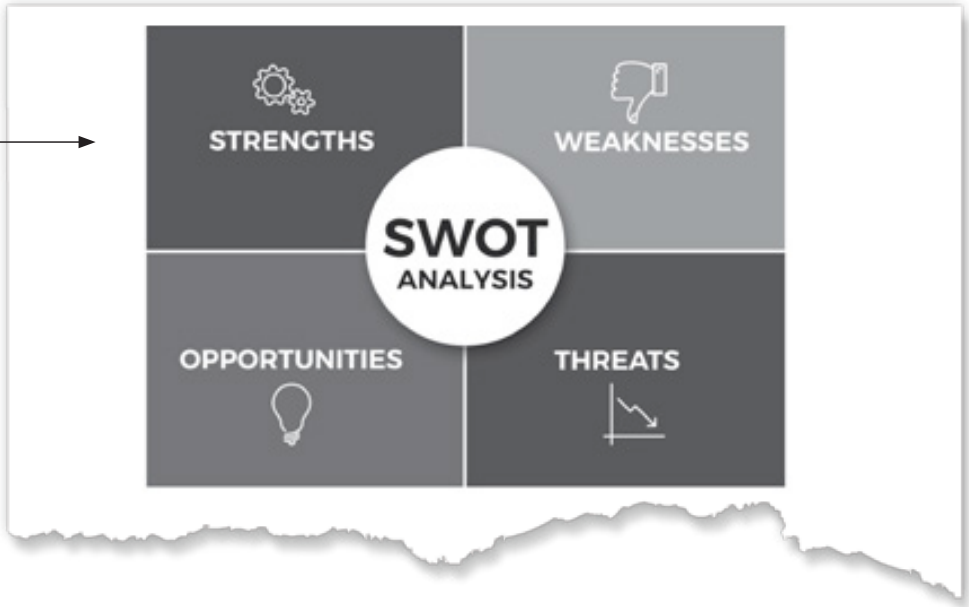 STRENGTHS
WEAKNESSES
SWOT
ANALYSIS
OPPORTUNITIES
THREATS